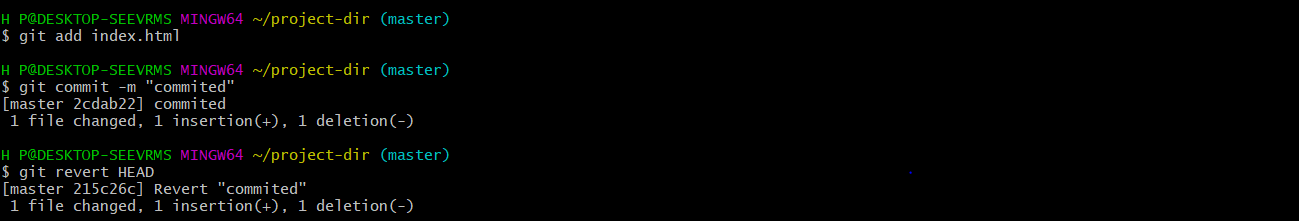 H P@DESKTOP-SEEVRMS MINGW64 ~/project-dir (master)
$ git add index.html
H P@DESKTOP-SEEVRMS MINGW64 ~/project-dir (master)
$ git commit -m "commited"
[master 2cdab22] commited
 1 file changed, 1 insertion(+), 1 deletion(-)
H P@DESKTOP-SEEVRMS MINGW64 ~/project-dir (master)
$ git revert HEAD
[master 215c26c] Revert "commited"
 1 file changed, 1 insertion(+), 1 deletion(-)